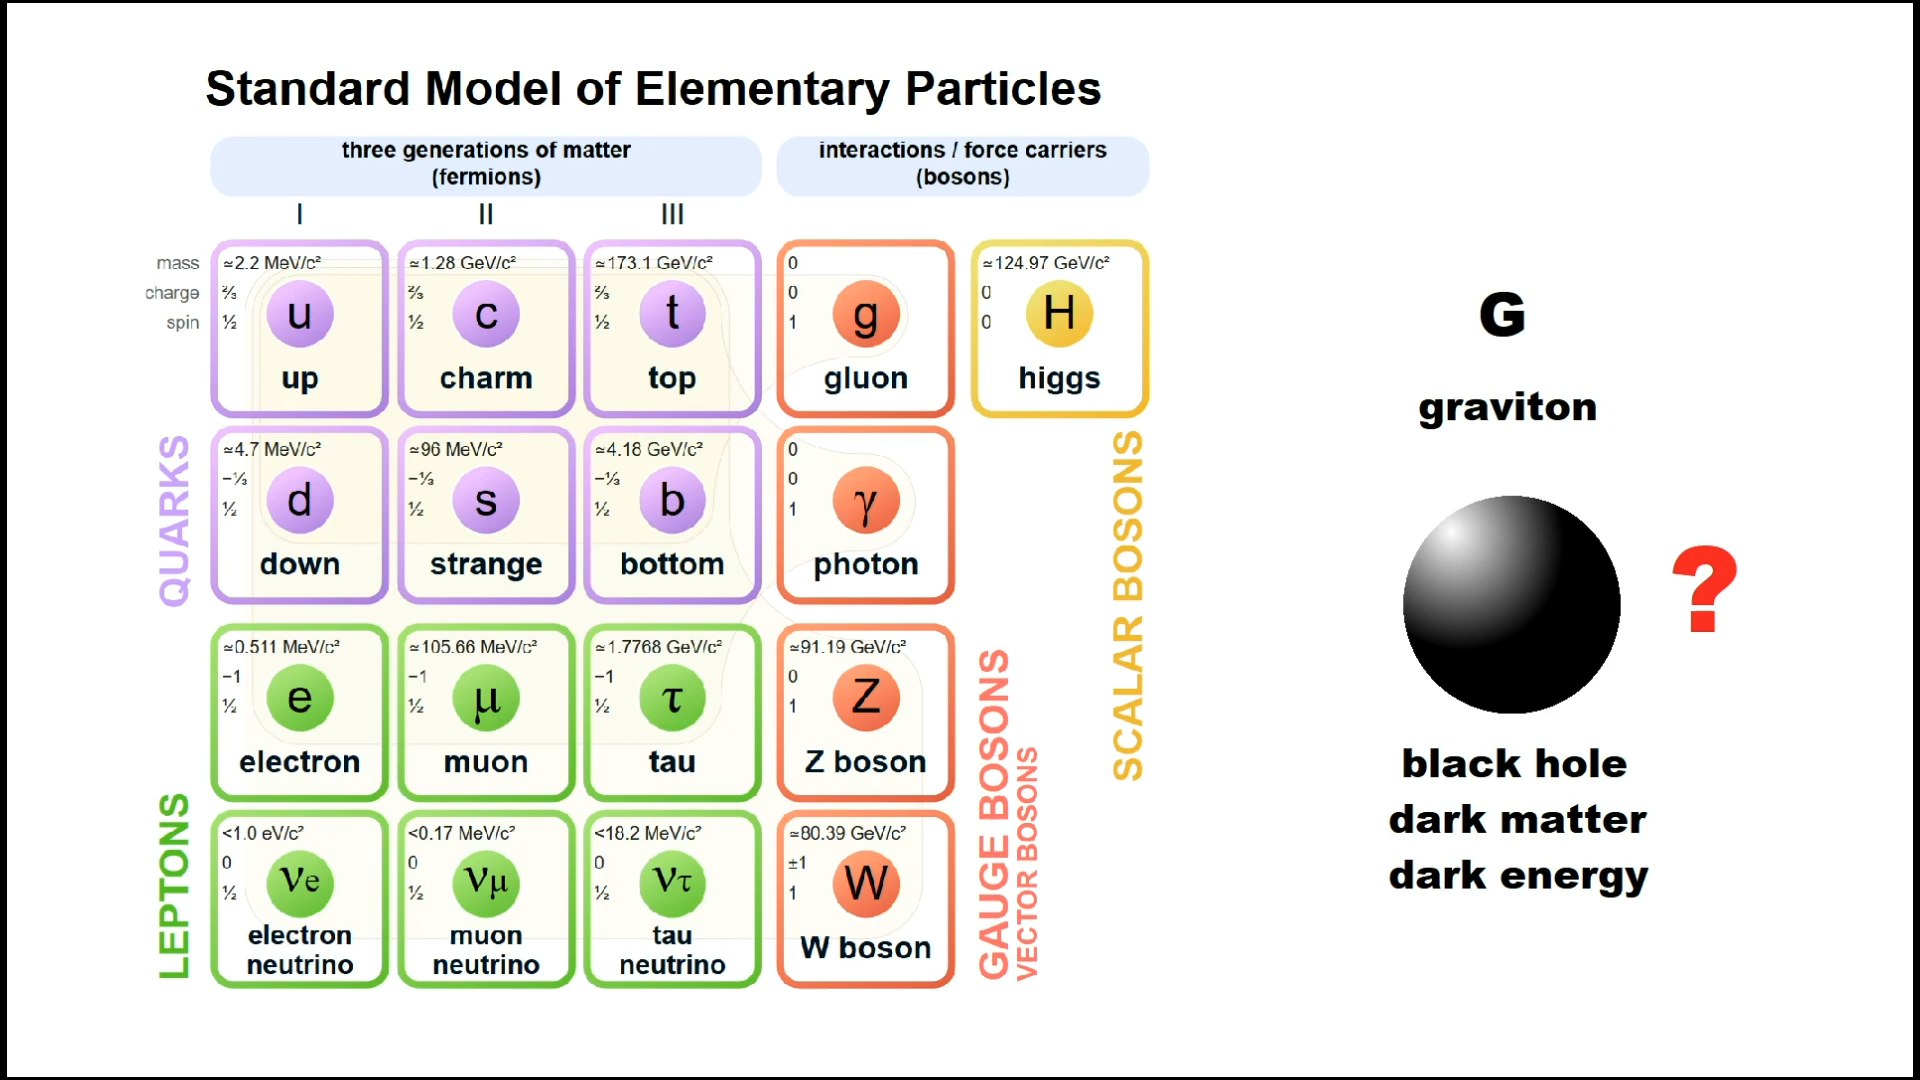 Standard Model of Elementary Particles
three generations of matter
(fermions)
interactions / force carriers
(bosons)
I
II
III
mass
charge
spin
≃2.2 MeV/c²
⅔
½
u
up
≃1.28 GeV/c²
⅔
½
c
charm
≃173.1 GeV/c²
⅔
½
t
top
0
0
1
g
gluon
≃124.97 GeV/c²
0
0
H
higgs
QUARKS
≃4.7 MeV/c²
−⅓
½
d
down
≃96 MeV/c²
−⅓
½
s
strange
≃4.18 GeV/c²
−⅓
½
b
bottom
0
0
1
γ
photon
SCALAR BOSONS
≃0.511 MeV/c²
−1
½
e
electron
≃105.66 MeV/c²
−1
½
μ
muon
≃1.7768 GeV/c²
−1
½
τ
tau
≃91.19 GeV/c²
0
1
Z
Z boson
LEPTONS
<1.0 eV/c²
0
½
νe
electron
neutrino
<0.17 MeV/c²
0
½
νμ
muon
neutrino
<18.2 MeV/c²
0
½
ντ
tau
neutrino
≃80.39 GeV/c²
±1
1
W
W boson
GAUGE BOSONS
VECTOR BOSONS
G
graviton
?
black hole
dark matter
dark energy